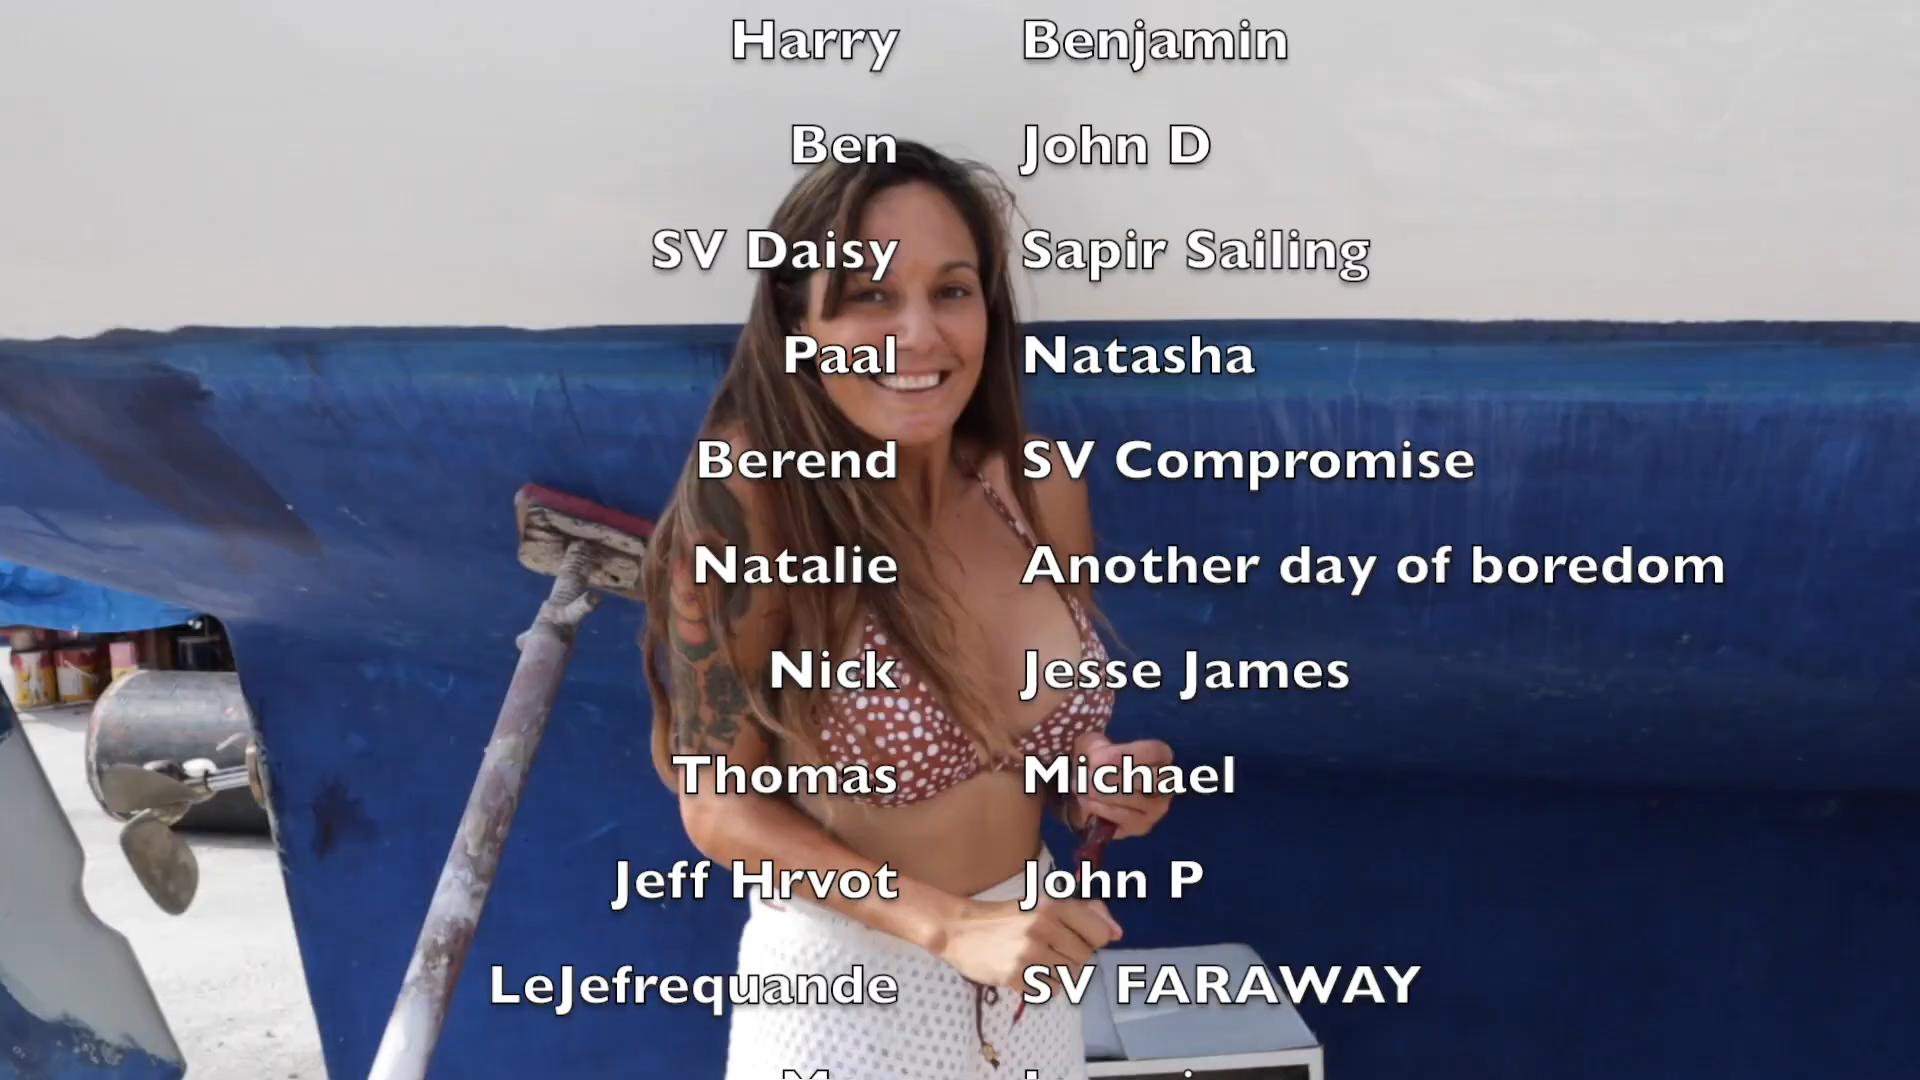 Harry Benjamin
Ben John D
SV Daisy Sapir Sailing
Paal Natasha
Berend SV Compromise
Natalie Another day of boredom
Nick Jesse James
Thomas Michael
Jeff Hrvot John P
LeJefrequande SV FARAWAY